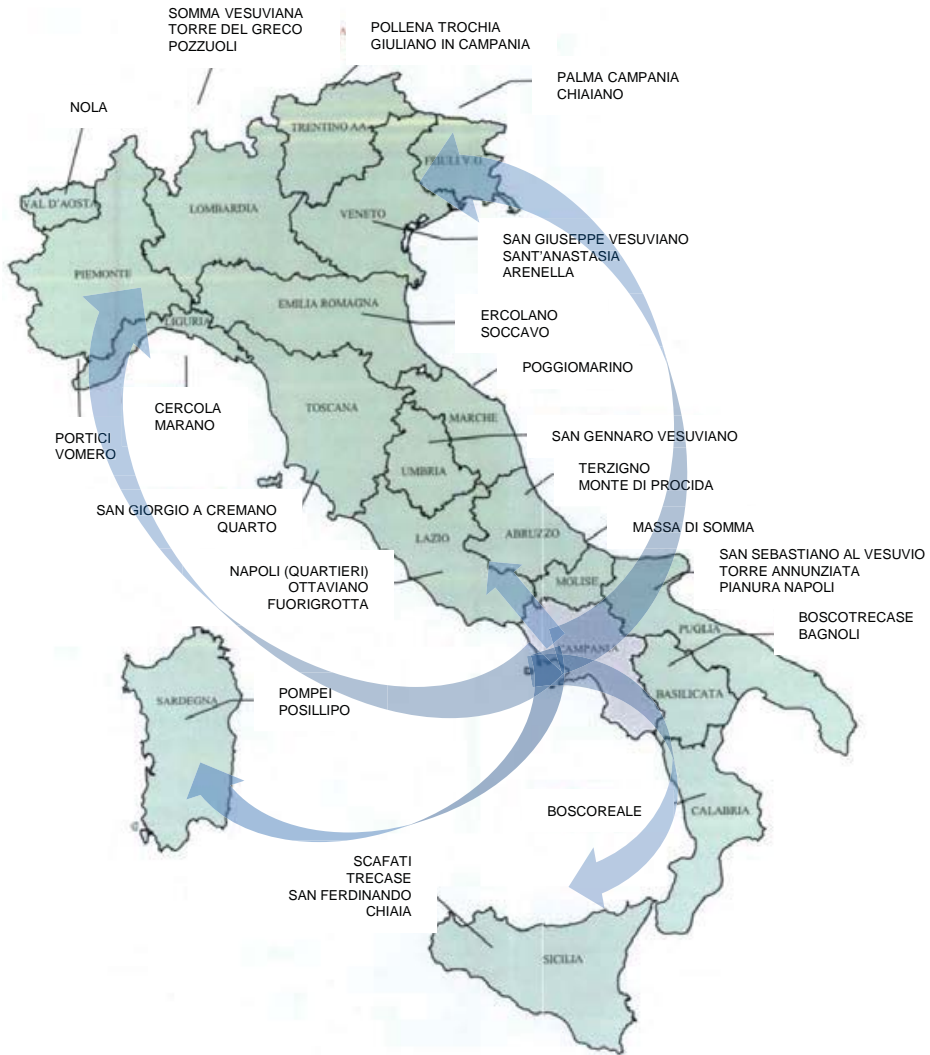 SOMMA VESUVIANA
TORRE DEL GRECO
POZZUOLI
POLLENA TROCHIA
GIULIANO IN CAMPANIA
PALMA CAMPANIA
CHIAIANO
NOLA
TRENTINO AA
FRIULI V.G
VAL D'AOSTA
LOMBARDIA
VENETO
SAN GIUSEPPE VESUVIANO
SANT'ANASTASIA
ARENELLA
PIEMONTE
EMILIA ROMAGNA
LIGURIA
ERCOLANO
SOCCAVO
POGGIOMARINO
CERCOLA
MARANO
TOSCANA
MARCHE
PORTICI
VOMERO
SAN GENNARO VESUVIANO
UMBRIA
TERZIGNO
MONTE DI PROCIDA
SAN GIORGIO A CREMANO
QUARTO
LAZIO
ABRUZZO
MASSA DI SOMMA
NAPOLI (QUARTIERI)
OTTAVIANO
FUORIGROTTA
MOLISE
SAN SEBASTIANO AL VESUVIO
TORRE ANNUNZIATA
PIANURA NAPOLI
PUGLIA
BOSCOTRECASE
BAGNOLI
CAMPANIA
BASILICATA
SARDEGNA
POMPEI
POSILLIPO
BOSCOREALE
CALABRIA
SCAFATI
TRECASE
SAN FERDINANDO
CHIAIA
SICILIA